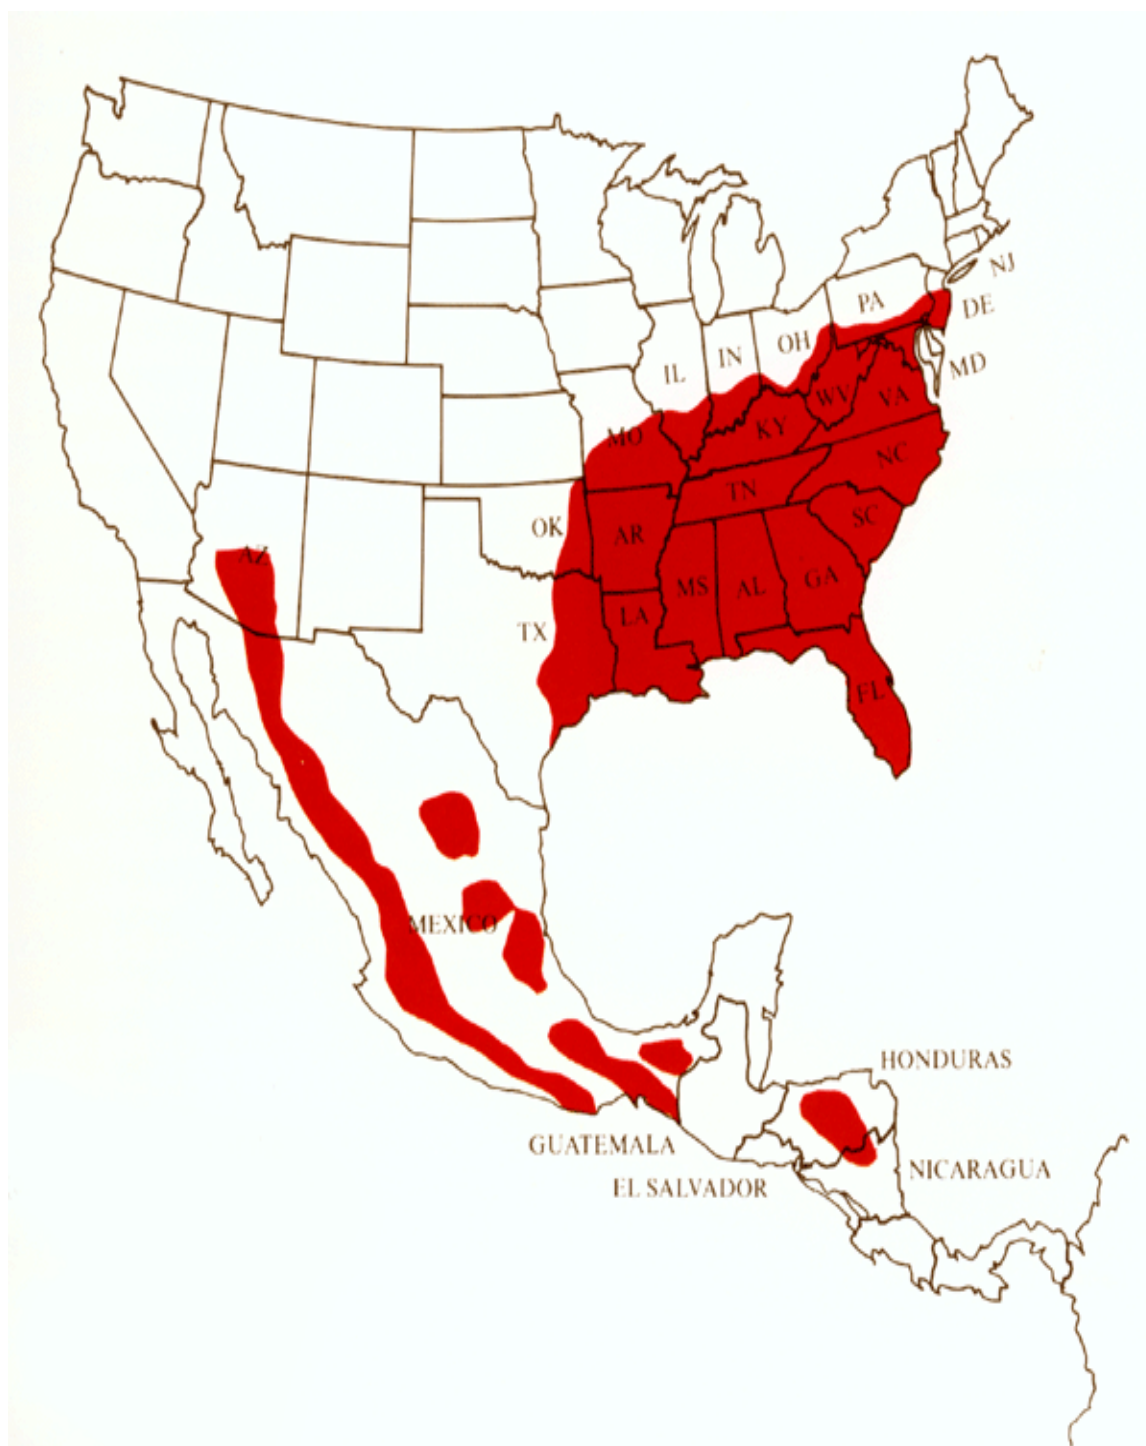 NJ
PA
DE
OH
IN
IL
MD
WV
VA
MO
KY
NC
TN
OK
AR
SC
AZ
MS
AL
GA
LA
TX
FL
MEXICO
HONDURAS
GUATEMALA
NICARAGUA
EL SALVADOR